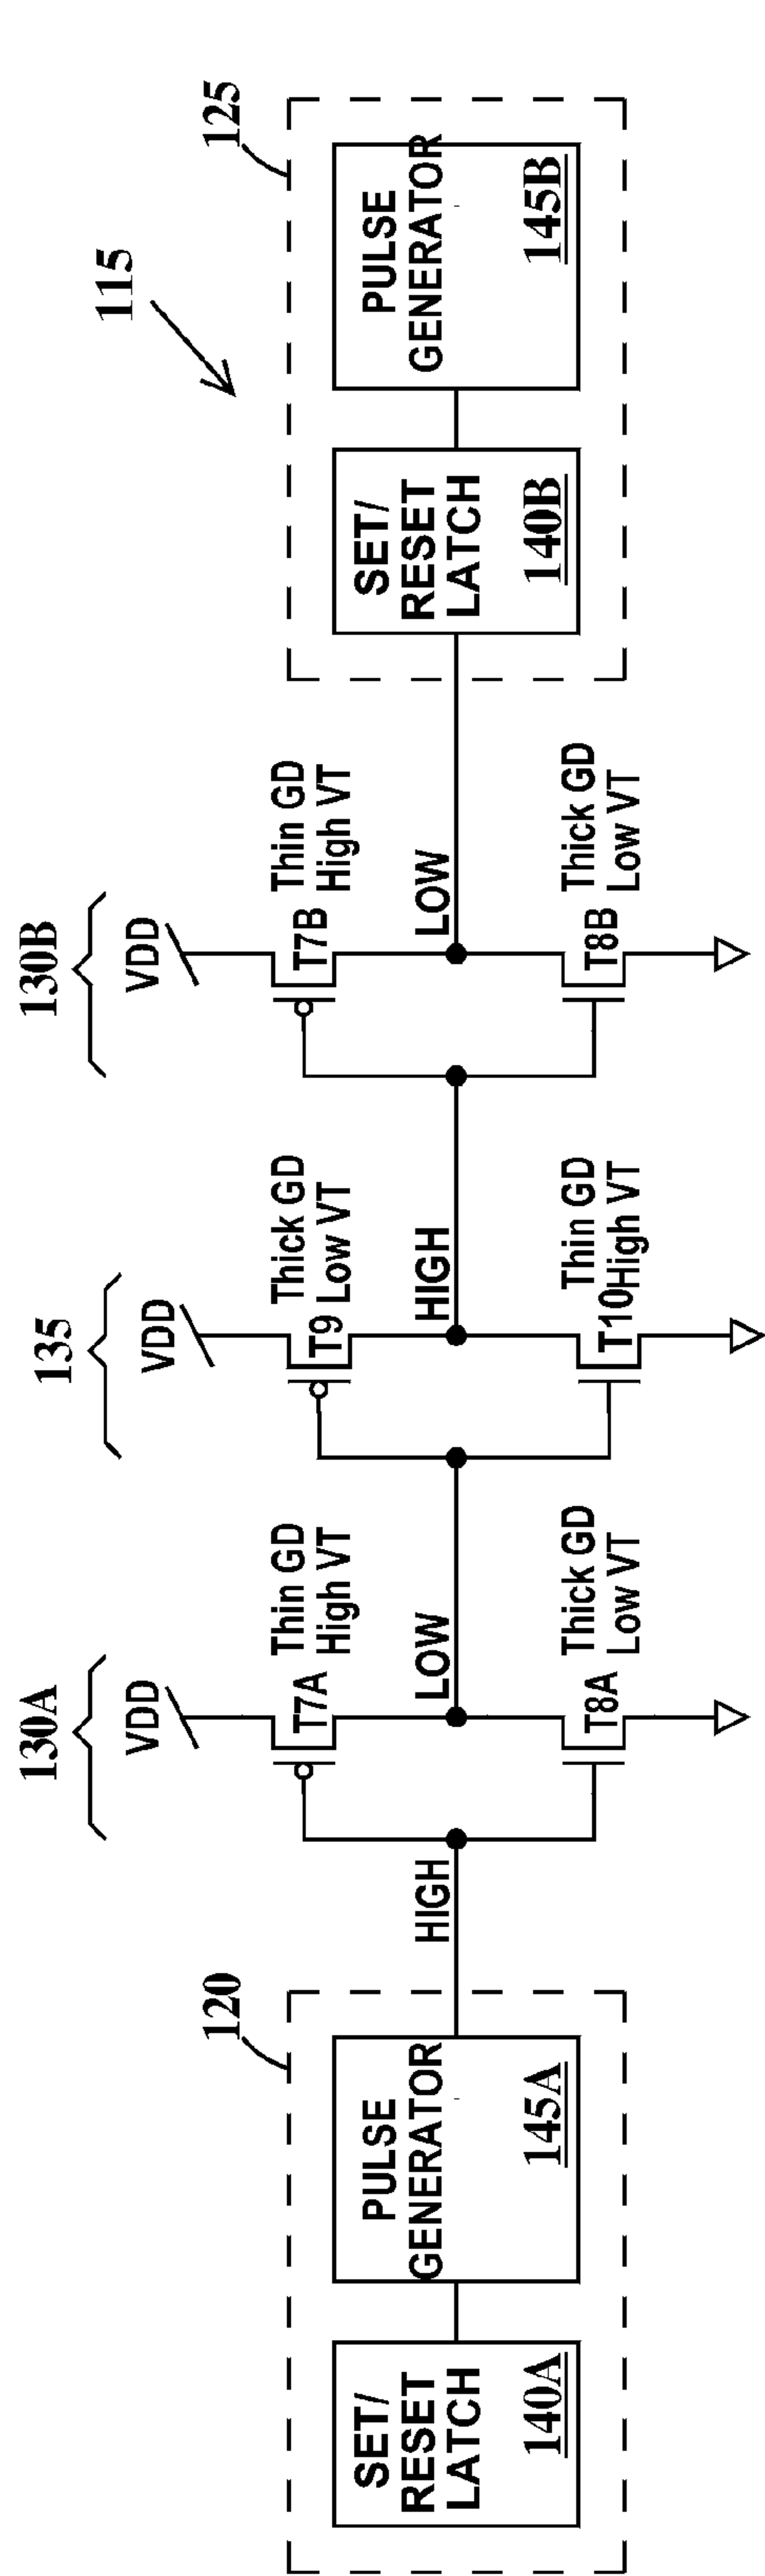 115
120
SET/
RESET
LATCH
140A
PULSE
GENERATOR
145A
HIGH
130A
VDD
T7A
Thin GD
High VT
LOW
T8A
Thick GD
Low VT
135
VDD
T9
Thick GD
Low VT
HIGH
T10
Thin GD
High VT
130B
VDD
T7B
Thin GD
High VT
LOW
T8B
Thick GD
Low VT
125
SET/
RESET
LATCH
140B
PULSE
GENERATOR
145B